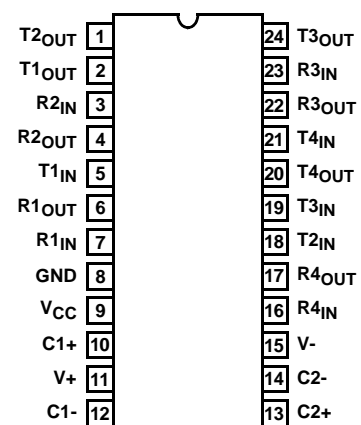 T2OUT 1 24 T3OUT
T1OUT 2 23 R3IN
R2IN 3 22 R3OUT
R2OUT 4 21 T4IN
T1IN 5 20 T4OUT
R1OUT 6 19 T3IN
R1IN 7 18 T2IN
GND 8 17 R4OUT
VCC 9 16 R4IN
C1+ 10 15 V-
V+ 11 14 C2-
C1- 12 13 C2+